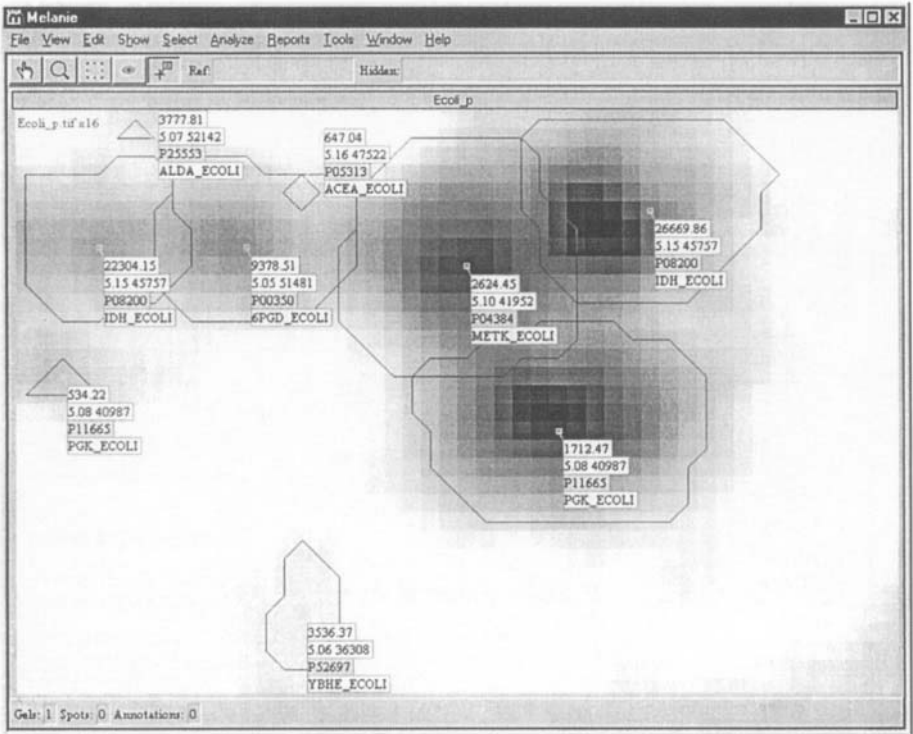 Melanie
File View Edit Show Select Analyze Reports Tools Window Help
Ref: Hidden:
Ecoli_p
Ecoli_p.tif x16
3777.81
5.07 52142
P25553
ALDA_ECOLI
647.04
5.16 47522
P05313
ACEA_ECOLI
22304.15
5.15 45757
P08200
IDH_ECOLI
9378.51
5.05 51481
P00350
6PGD_ECOLI
2624.45
5.10 41952
P04384
METK_ECOLI
26669.86
5.15 45757
P08200
IDH_ECOLI
534.22
5.08 40987
P11665
PGK_ECOLI
1712.47
5.08 40987
P11665
PGK_ECOLI
3536.37
5.06 36308
P52697
YBHE_ECOLI
Gels: 1 Spots: 0 Annotations: 0